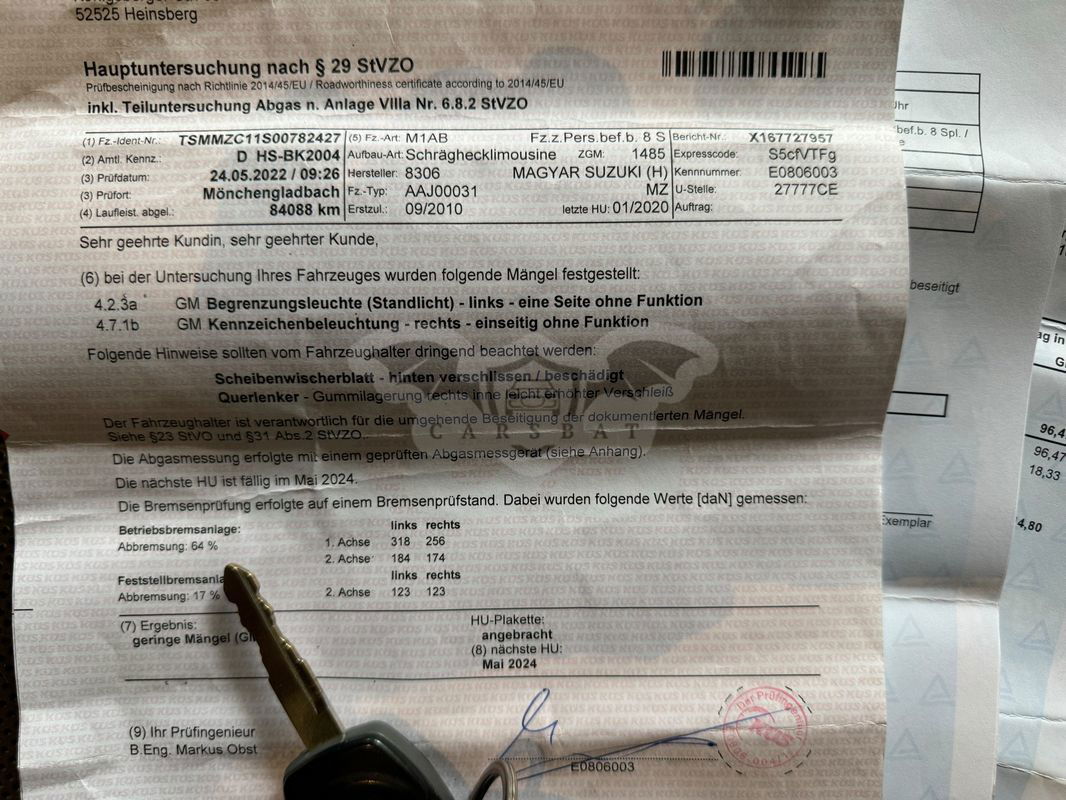 52525 Heinsberg
Hauptuntersuchung nach § 29 StVZO
Prüfbescheinigung nach Richtlinie 2014/45/EU / Roadworthiness certificate according to 2014/45/EU
inkl. Teiluntersuchung Abgas n. Anlage VIIIa Nr. 6.8.2 StVZO
(1) Fz.-Ident-Nr.: TSMMZC11S00782427 (5) Fz.-Art: M1AB Fz.z.Pers.bef.b. 8 S Bericht-Nr.: X167727957
(2) Amtl. Kennz.: D HS-BK2004 Aufbau-Art: Schräghecklimousine ZGM: 1485 Expresscode: S5cfVTFg
(3) Prüfdatum: 24.05.2022 / 09:26 Hersteller: 8306 MAGYAR SUZUKI (H) Kennnummer: E0806003
(3) Prüfort: Mönchengladbach Fz.-Typ: AAJ00031 MZ U-Stelle: 27777CE
(4) Laufleist. abgel.: 84088 km Erstzul.: 09/2010 letzte HU: 01/2020 Auftrag:
Sehr geehrte Kundin, sehr geehrter Kunde,
(6) bei der Untersuchung Ihres Fahrzeuges wurden folgende Mängel festgestellt:
4.2.3a GM Begrenzungsleuchte (Standlicht) - links - eine Seite ohne Funktion
4.7.1b GM Kennzeichenbeleuchtung - rechts - einseitig ohne Funktion
Folgende Hinweise sollten vom Fahrzeughalter dringend beachtet werden:
Scheibenwischerblatt - hinten verschlissen / beschädigt
Querlenker - Gummilagerung rechts inne leicht erhöhter Verschleiß
Der Fahrzeughalter ist verantwortlich für die umgehende Beseitigung der dokumentierten Mängel.
Siehe §23 StVO und §31 Abs.2 StVZO.
CARSBAT
Die Abgasmessung erfolgte mit einem geprüften Abgasmessgerät (siehe Anhang).
Die nächste HU ist fällig im Mai 2024.
Die Bremsenprüfung erfolgte auf einem Bremsenprüfstand. Dabei wurden folgende Werte [daN] gemessen:
Betriebsbremsanlage: links rechts
Abbremsung: 64 % 1. Achse 318 256
2. Achse 184 174
Feststellbremsanla links rechts
Abbremsung: 17 % 2. Achse 123 123
(7) Ergebnis: HU-Plakette:
geringe Mängel (G angebracht
(8) nächste HU:
Mai 2024
(9) Ihr Prüfingenieur
B.Eng. Markus Obst
E0806003
Der Prüfingenieur
KÜS
Uhr
bef.b. 8 Spl. /
beseitigt
ag in
96,4
96,47
18,33
Exemplar
4,80